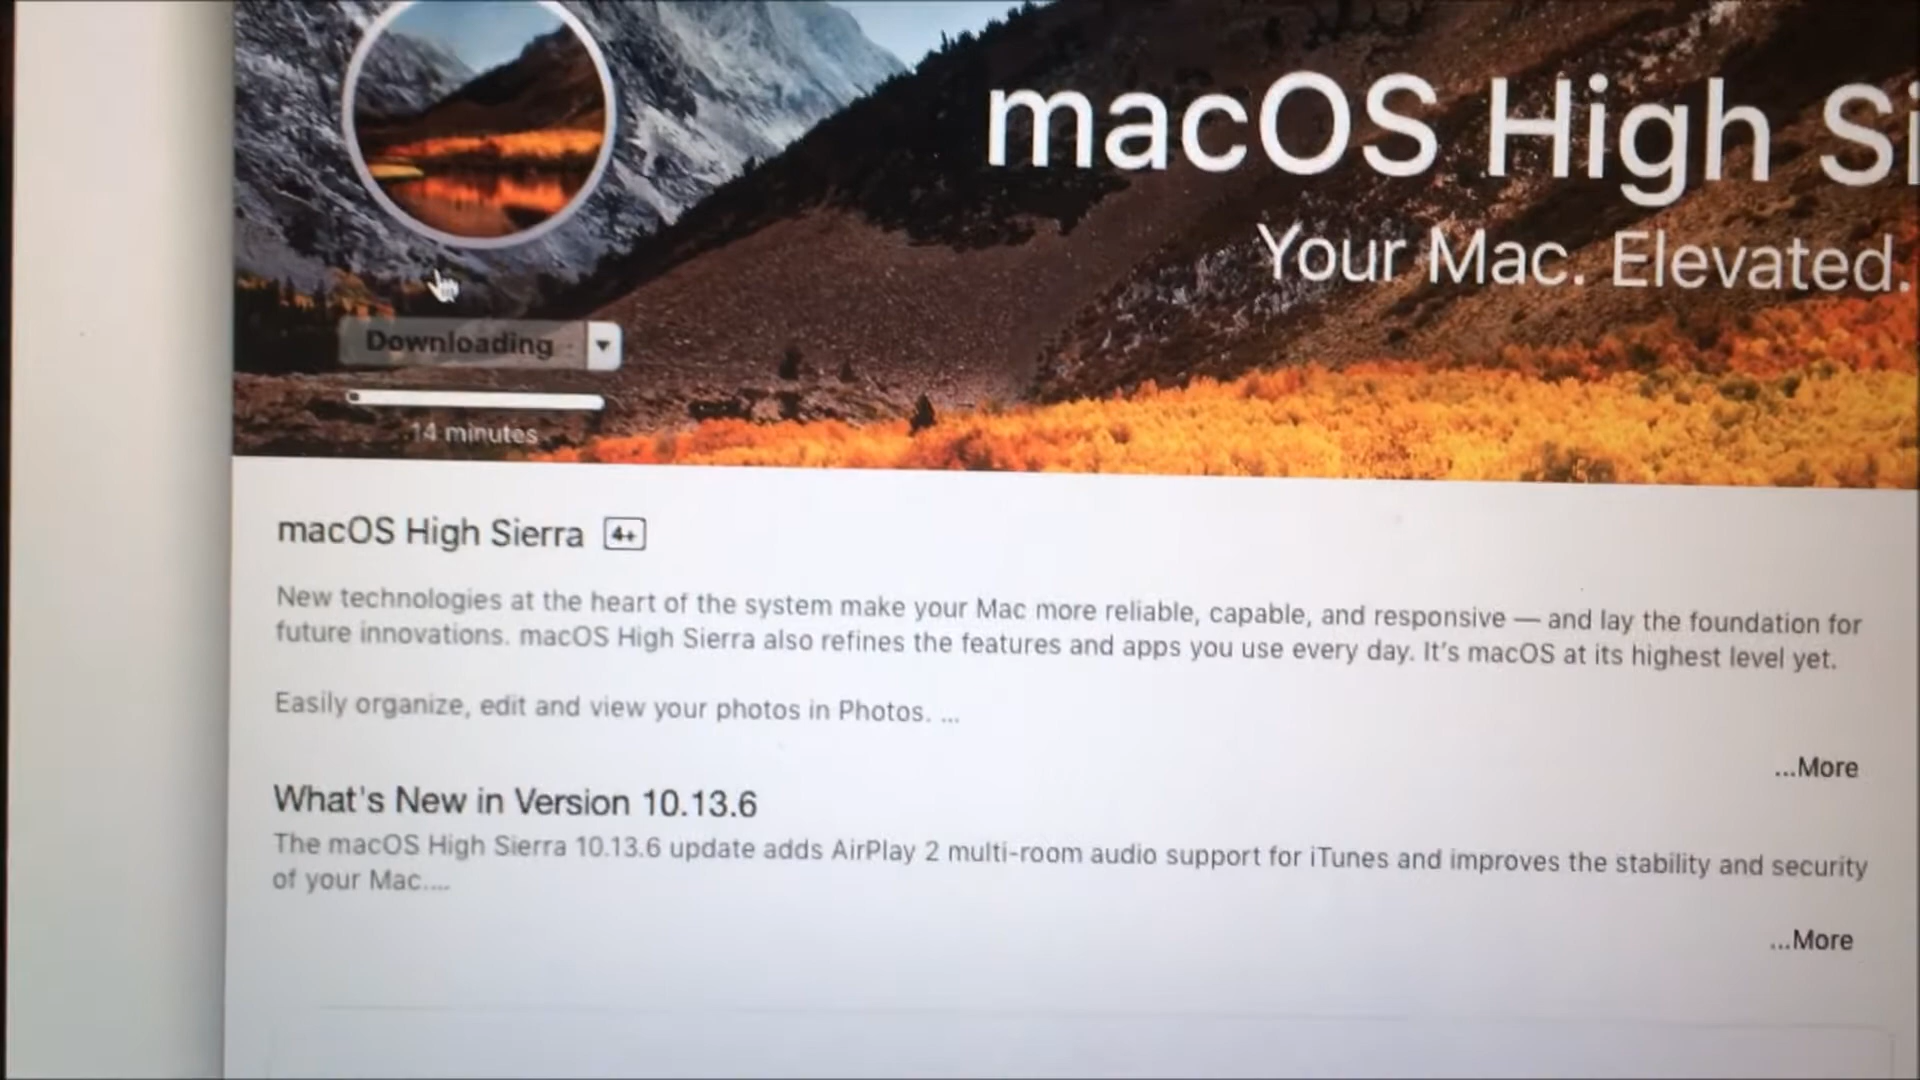 macOS High Si
Your Mac. Elevated.
Downloading
14 minutes
macOS High Sierra 4+
New technologies at the heart of the system make your Mac more reliable, capable, and responsive — and lay the foundation for
future innovations. macOS High Sierra also refines the features and apps you use every day. It's macOS at its highest level yet.
Easily organize, edit and view your photos in Photos. ...
...More
What's New in Version 10.13.6
The macOS High Sierra 10.13.6 update adds AirPlay 2 multi-room audio support for iTunes and improves the stability and security
of your Mac....
...More